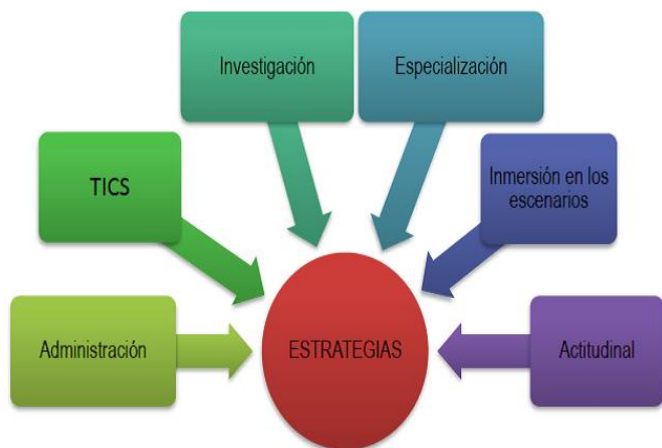 Investigación
Especialización
TICS
Inmersión en los
escenarios
Administración
ESTRATEGIAS
Actitudinal